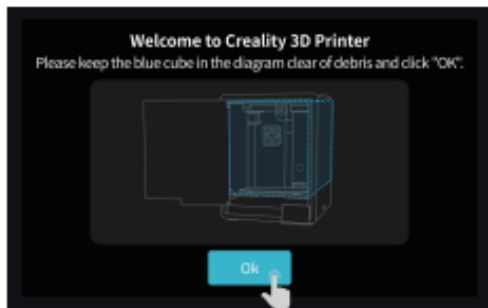 Welcome to Creality 3D Printer
Please keep the blue cube in the diagram clear of debris and click "OK".
Ok